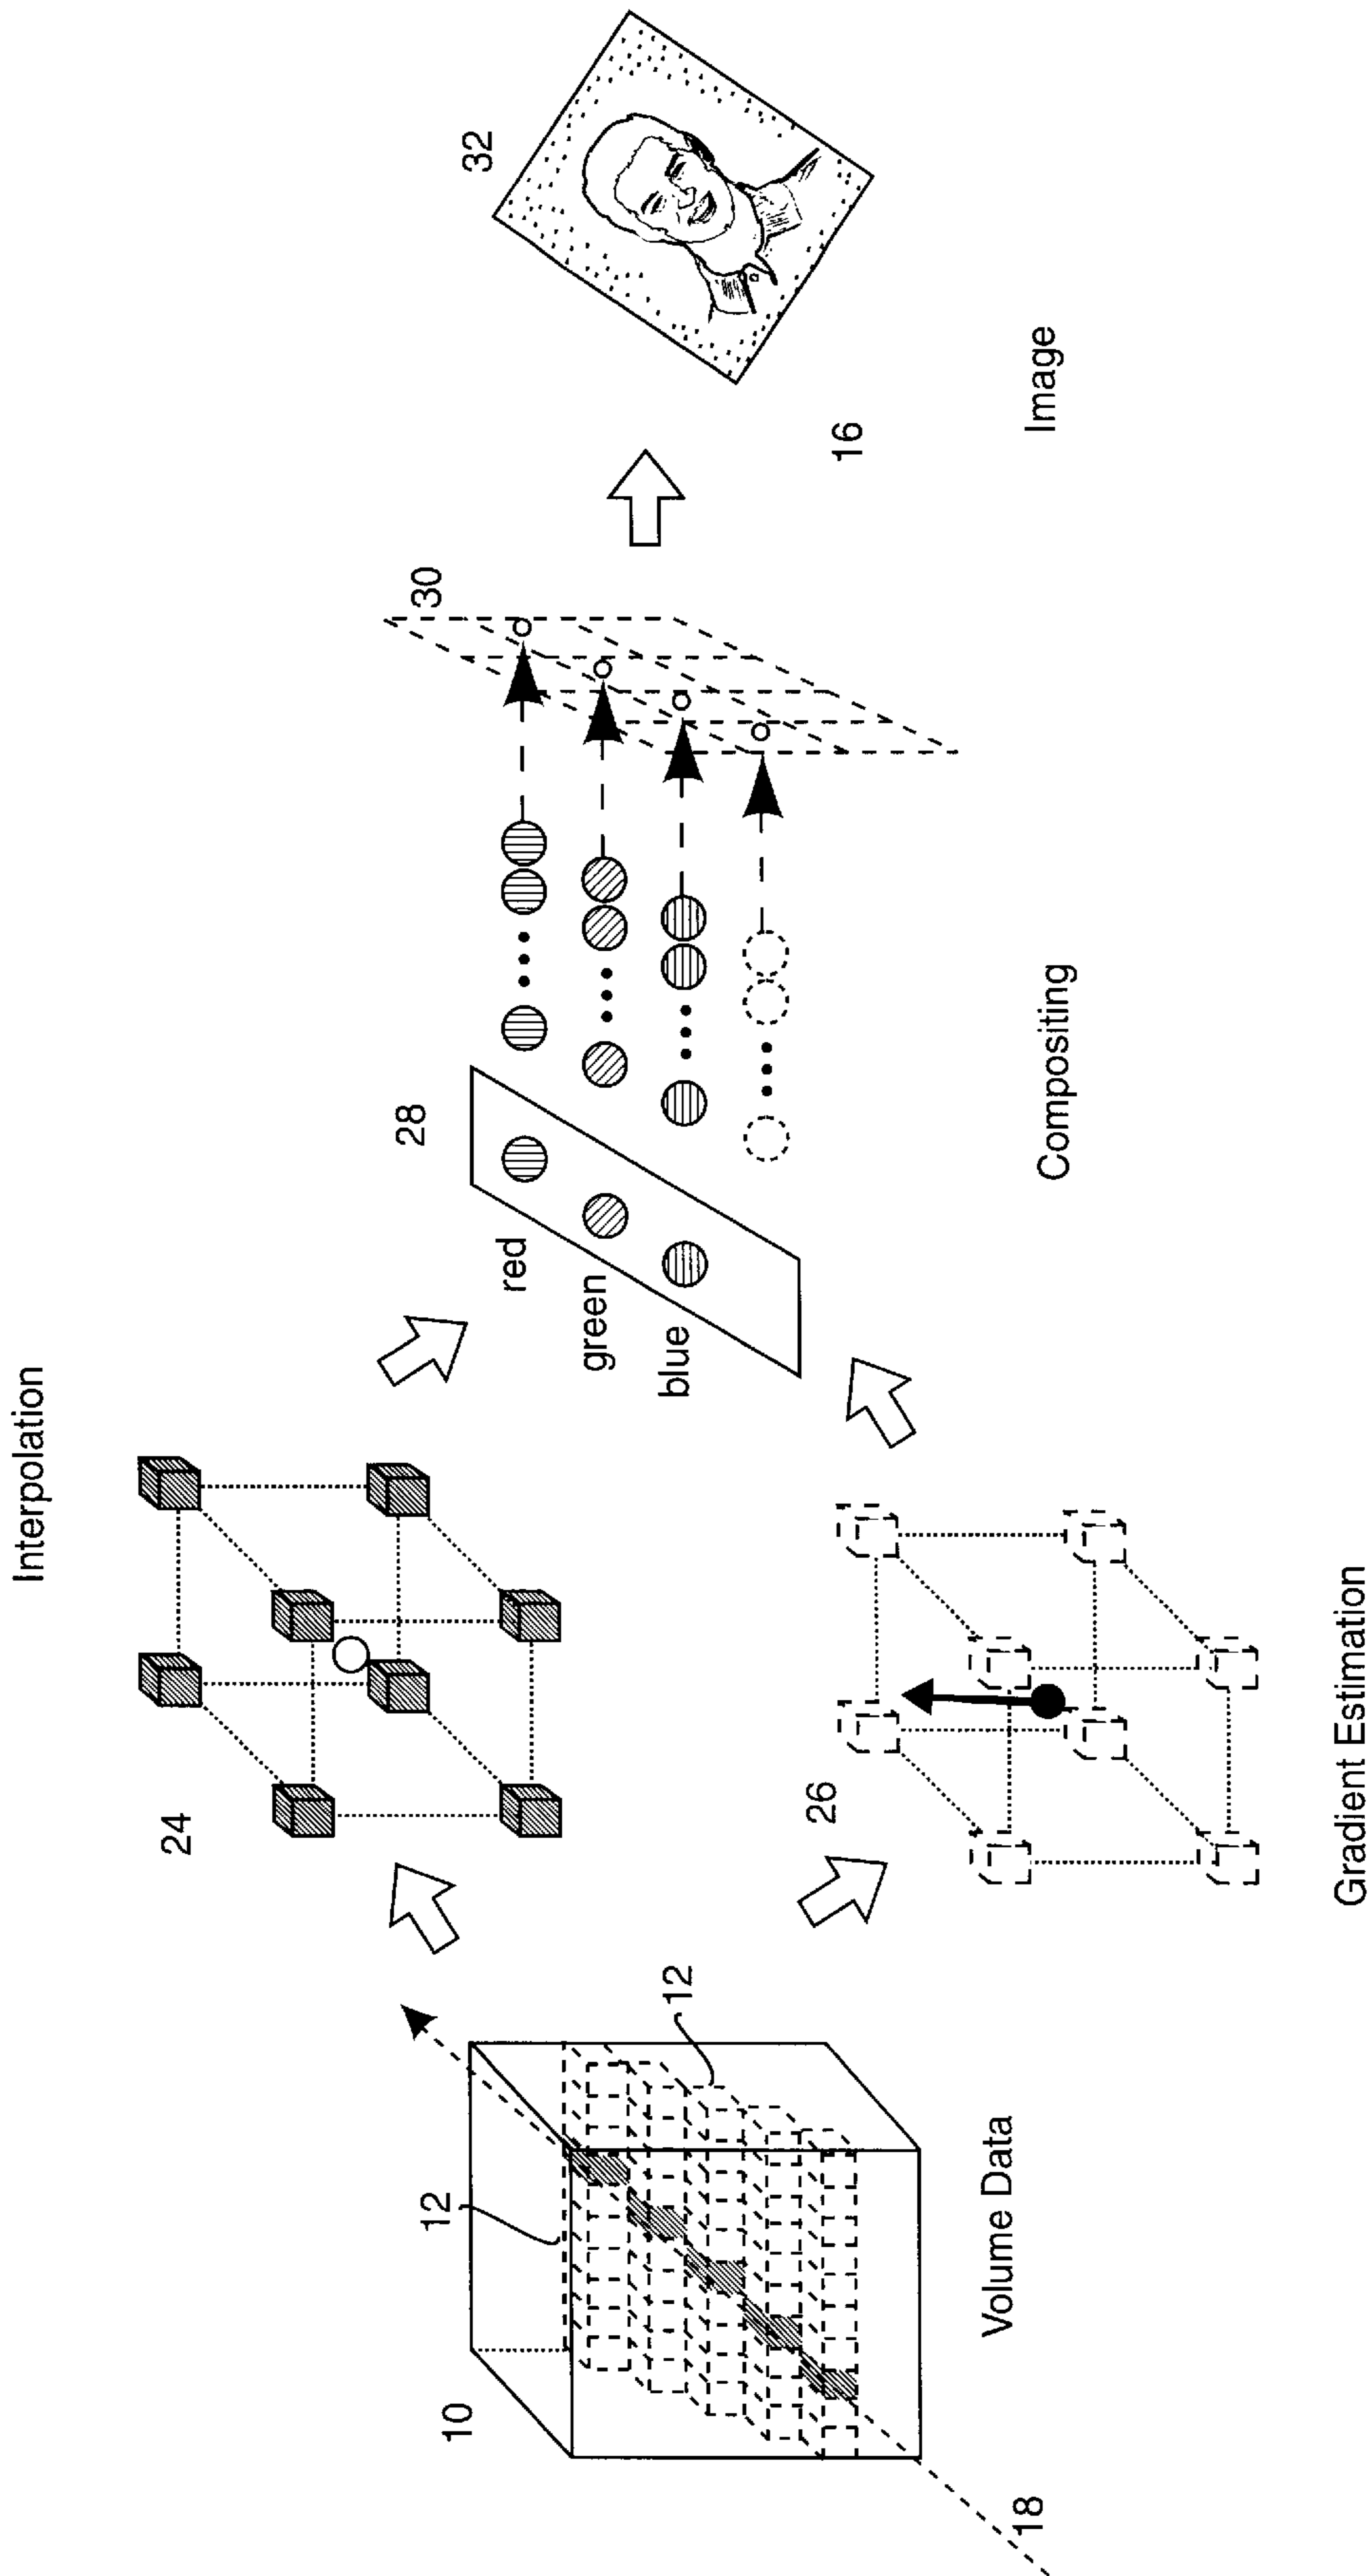 Interpolation
24
12
10
12
18
Volume Data
26
Gradient Estimation
28
red
green
blue
30
Compositing
32
16
Image